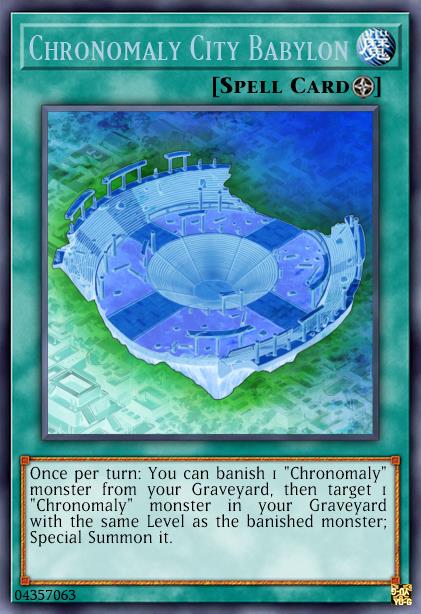 CHRONOMALY CITY BABYLON
魔
[SPELL CARD]
Once per turn: You can banish 1 "Chronomaly"
monster from your Graveyard, then target 1
"Chronomaly" monster in your Graveyard
with the same Level as the banished monster;
Special Summon it.
04357063